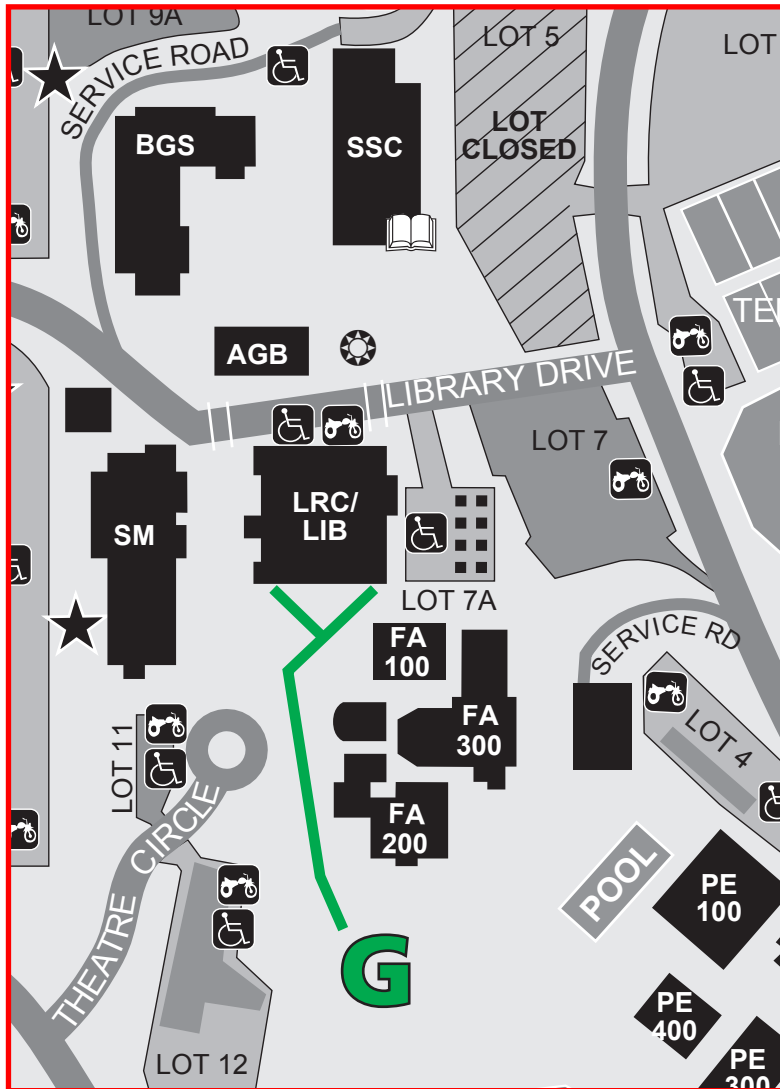 LOT 9A
LOT 5
LOT
SERVICE ROAD
BGS
SSC
LOT
CLOSED
AGB
LIBRARY DRIVE
LOT 7
LRC/
LIB
SM
LOT 7A
FA
100
SERVICE RD
FA
300
LOT 4
LOT 11
FA
200
THEATRE CIRCLE
POOL
PE
100
G
PE
400
LOT 12
PE
300